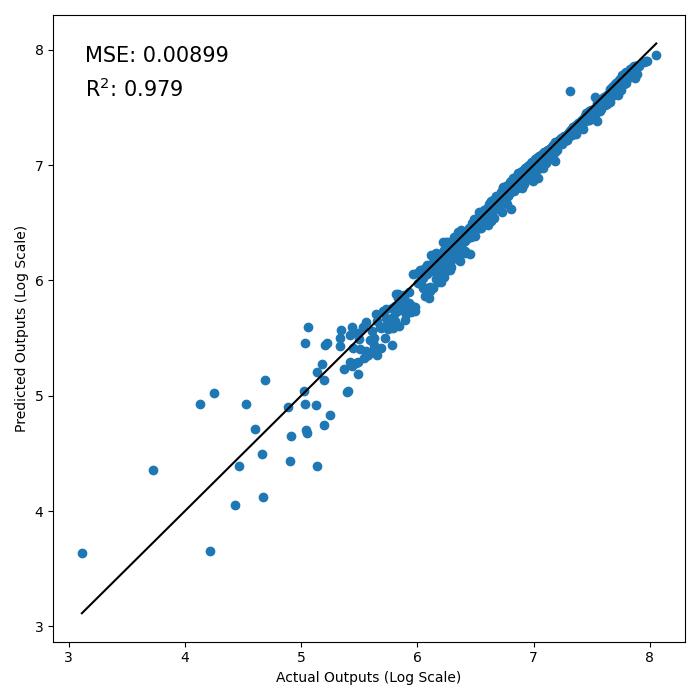 MSE: 0.00899
R²: 0.979
8
7
6
5
4
3
Predicted Outputs (Log Scale)
3 4 5 6 7 8
Actual Outputs (Log Scale)